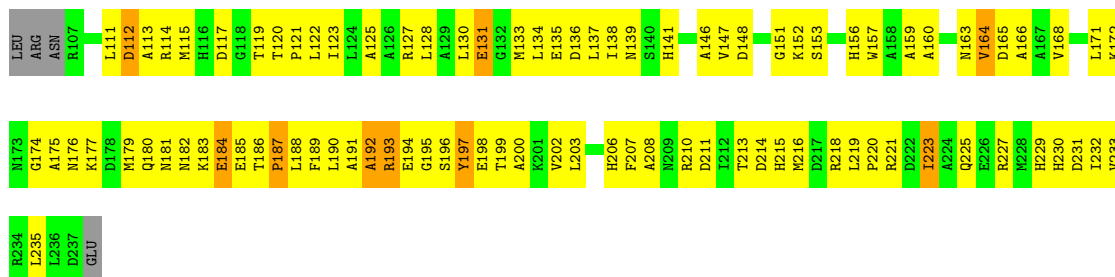 LEU ARG ASN R107 L111 D112 A113 R114 M115 H116 D117 G118 T119 T120 P121 L122 I123 L124 A125 A126 R127 L128 A129 L130 E131 G132 M133 L134 E135 D136 L137 I138 N139 S140 H141 A146 V147 D148 G151 K152 S153 H156 W157 A158 A159 A160 N163 V164 D165 A166 A167 V168 L171 K172
N173 G174 A175 N176 K177 D178 M179 Q180 N181 N182 K183 E184 E185 T186 P187 L188 F189 L190 A191 A192 R193 E194 G195 S196 Y197 E198 T199 A200 K201 V202 L203 H206 F207 A208 N209 R210 D211 I212 T213 D214 H215 M216 D217 R218 L219 P220 R221 D222 I223 A224 Q225 E226 R227 M228 H229 H230 D231 I232 V233
R234 L235 L236 D237 GLU